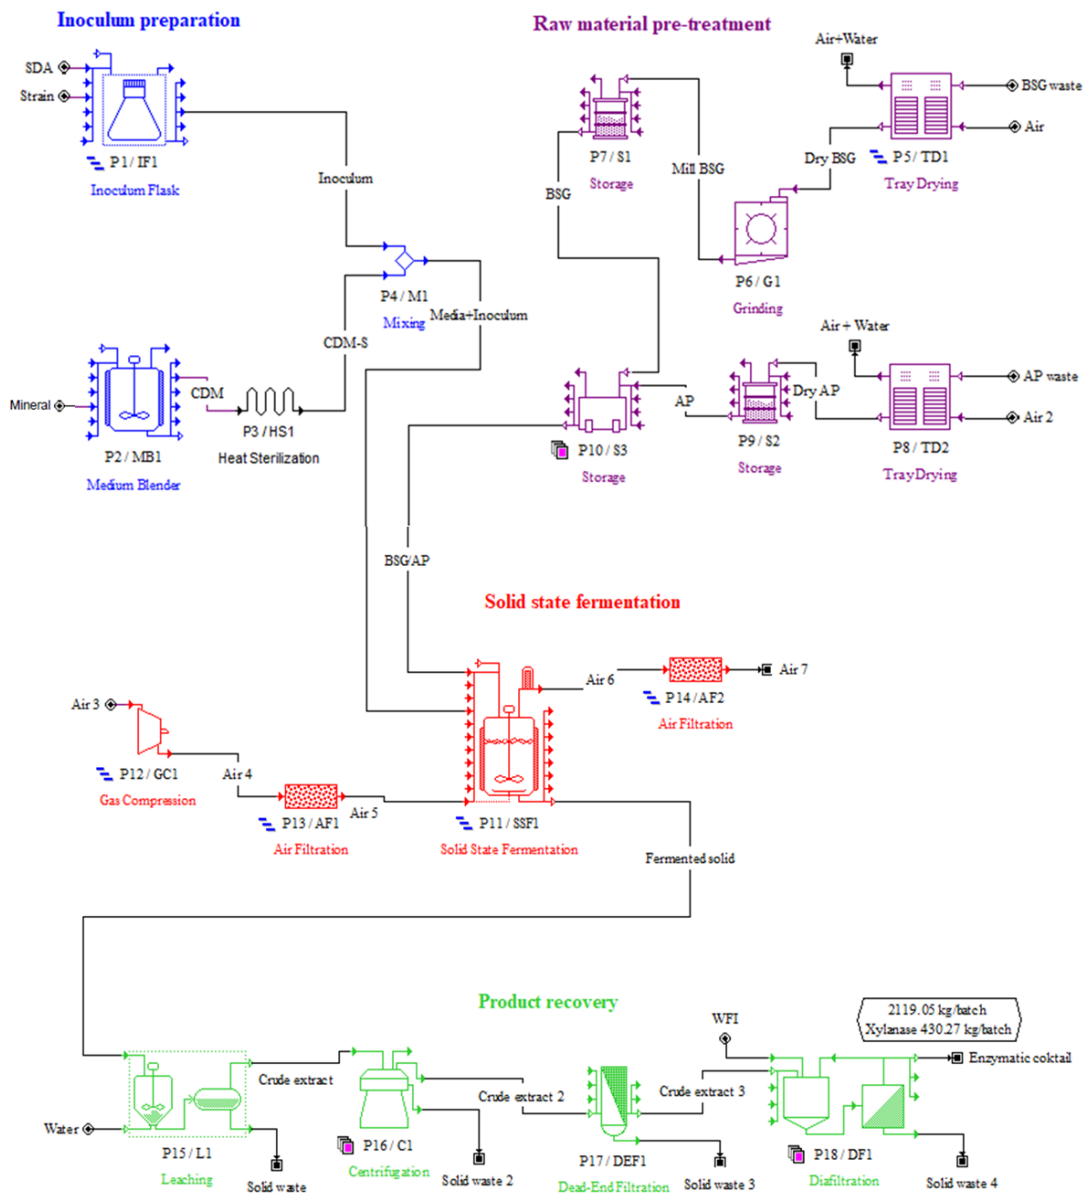 Inoculum preparation
SDA
Strain
P1 / IF1
Inoculum Flask
Inoculum
P4 / M1
Mixing
Media+Inoculum
CDM-S
Mineral
CDM
P2 / MB1
Medium Blender
P3 / HS1
Heat Sterilization
Raw material pre-treatment
Air+Water
BSG waste
Air
P5 / TD1
Tray Drying
Dry BSG
P7 / S1
Storage
Mill BSG
BSG
P6 / G1
Grinding
Air + Water
AP waste
Air 2
P8 / TD2
Tray Drying
Dry AP
P9 / S2
Storage
AP
P10 / S3
Storage
BSG/AP
Solid state fermentation
Air 3
P12 / GC1
Gas Compression
Air 4
P13 / AF1
Air Filtration
Air 5
P11 / SSF1
Solid State Fermentation
Air 6
P14 / AF2
Air Filtration
Air 7
Fermented solid
Product recovery
2119.05 kg/batch
Xylanase 430.27 kg/batch
WFI
Enzymatic coktail
Water
P15 / L1
Leaching
Solid waste
Crude extract
P16 / C1
Centrifugation
Solid waste 2
Crude extract 2
P17 / DEF1
Dead-End Filtration
Solid waste 3
Crude extract 3
P18 / DF1
Diafiltration
Solid waste 4